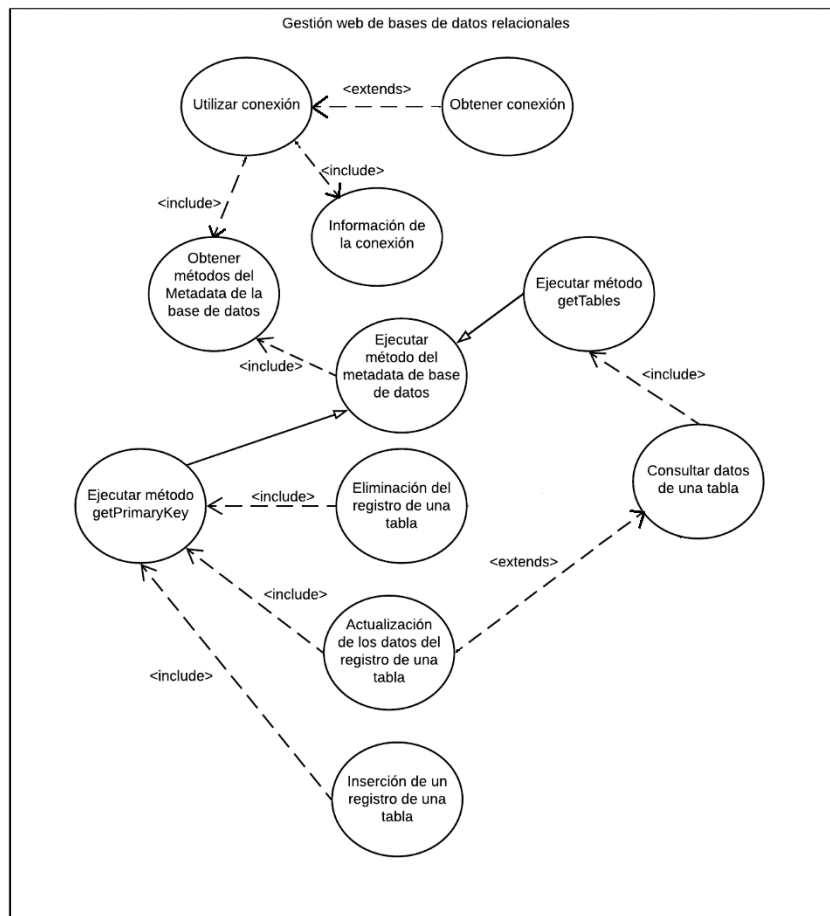 Gestión web de bases de datos relacionales
Utilizar conexión
<extends>
Obtener conexión
<include>
<include>
Información de
la conexión
Obtener
métodos del
Metadata de la
base de datos
Ejecutar método
getTables
<include>
Ejecutar
método del
metadata de base
de datos
<include>
Consultar datos
de una tabla
Ejecutar método
getPrimaryKey
<include>
Eliminación del
registro de una
tabla
<extends>
<include>
Actualización
de los datos del
registro de una
tabla
<include>
Inserción de un
registro de una
tabla